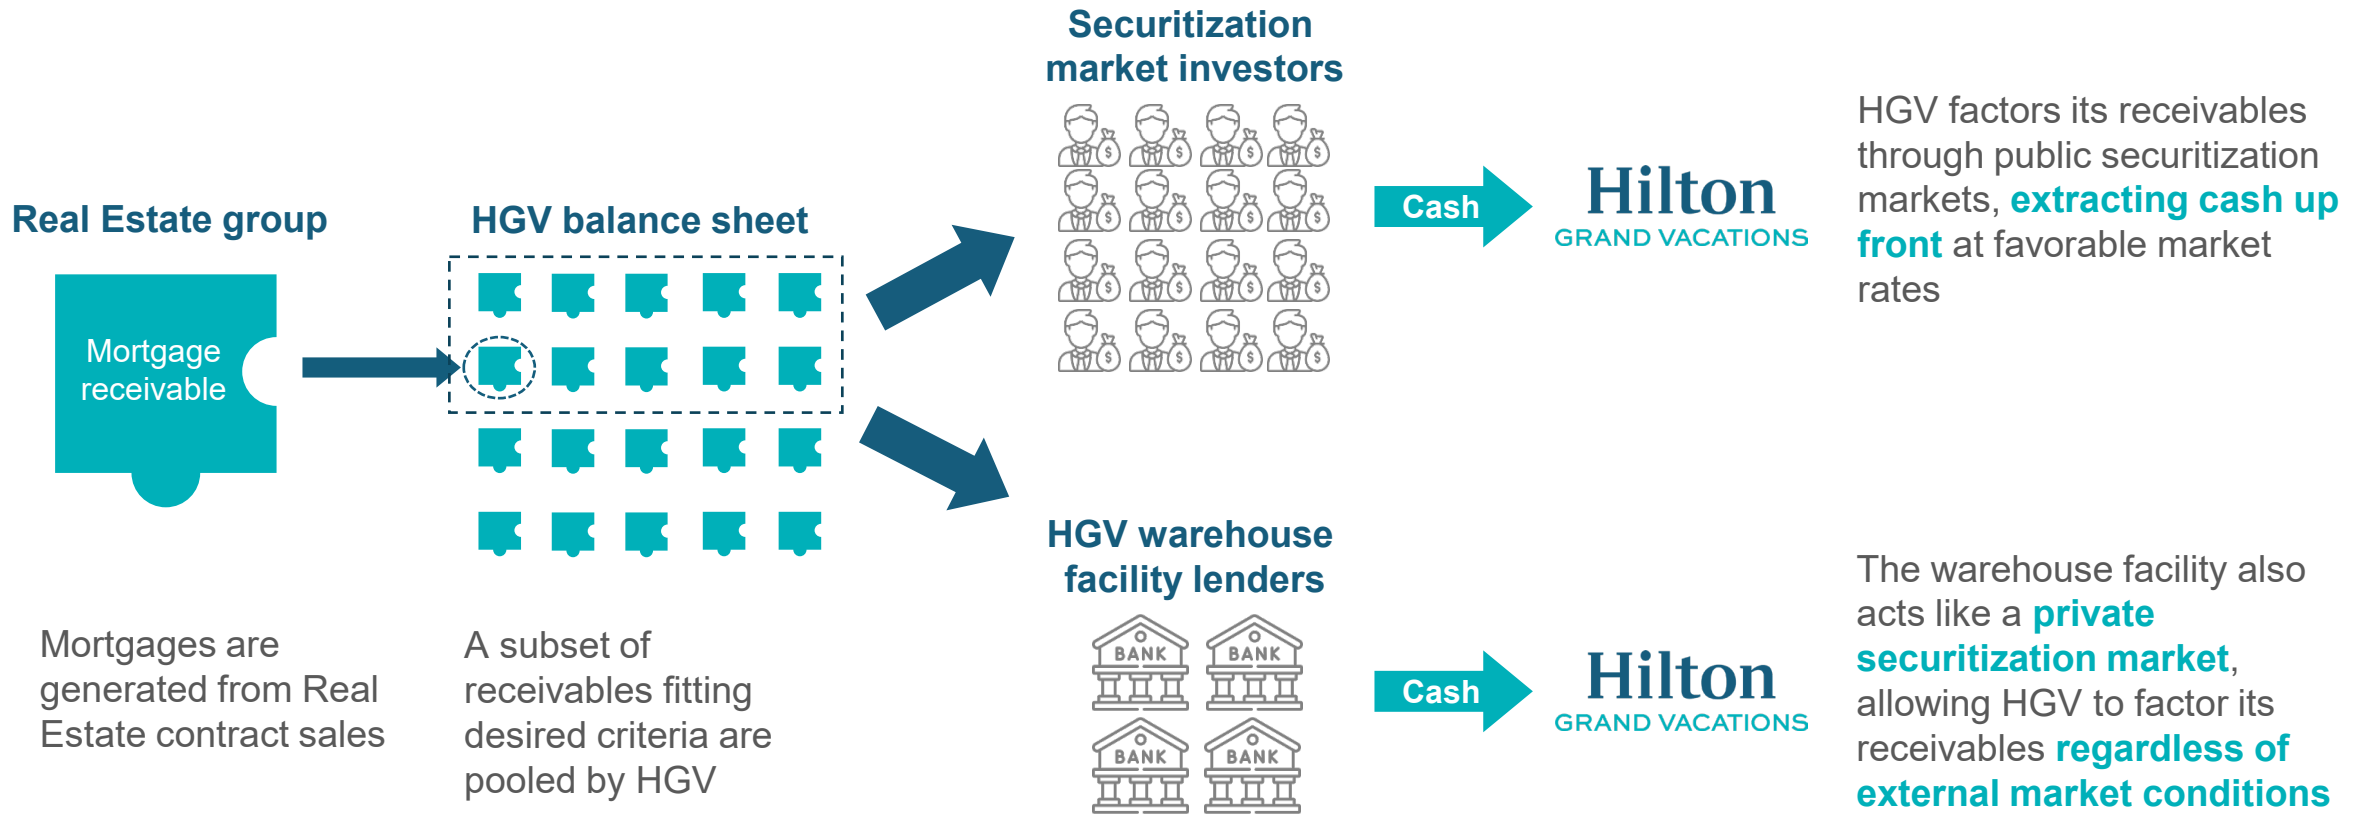 Real Estate group
Mortgage
receivable
Mortgages are
generated from Real
Estate contract sales
HGV balance sheet
A subset of
receivables fitting
desired criteria are
pooled by HGV
Securitization
market investors
$ $ $ $
$ $ $ $
$ $ $ $
$ $ $ $
Cash
Hilton
GRAND VACATIONS
HGV factors its receivables
through public securitization
markets, extracting cash up
front at favorable market
rates
HGV warehouse
facility lenders
BANK BANK
BANK BANK
Cash
Hilton
GRAND VACATIONS
The warehouse facility also
acts like a private
securitization market,
allowing HGV to factor its
receivables regardless of
external market conditions